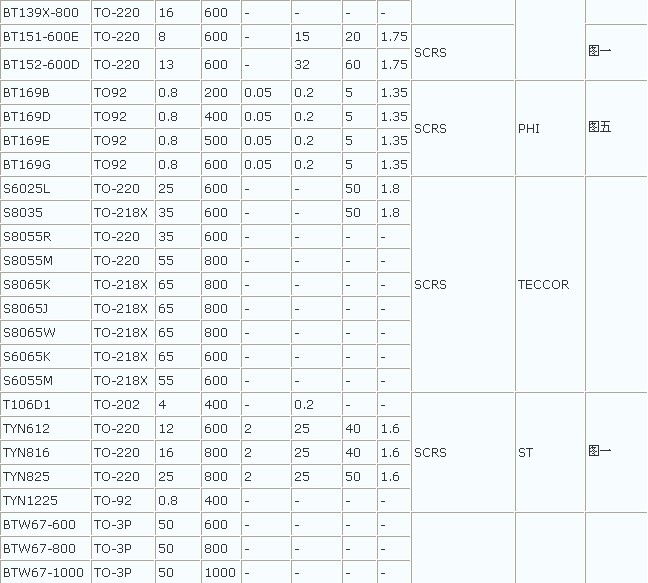 BT139X-800 TO-220 16 600 - - - -
BT151-600E TO-220 8 600 - 15 20 1.75 SCRS 图一
BT152-600D TO-220 13 600 - 32 60 1.75
BT169B TO92 0.8 200 0.05 0.2 5 1.35 SCRS PHI 图五
BT169D TO92 0.8 400 0.05 0.2 5 1.35
BT169E TO92 0.8 500 0.05 0.2 5 1.35
BT169G TO92 0.8 600 0.05 0.2 5 1.35
S6025L TO-220 25 600 - - 50 1.8 SCRS TECCOR
S8035 TO-218X 35 600 - - 50 1.8
S8055R TO-220 35 600 - - - -
S8055M TO-220 55 800 - - - -
S8065K TO-218X 65 800 - - - -
S8065J TO-218X 65 800 - - - -
S8065W TO-218X 65 800 - - - -
S6065K TO-218X 65 600 - - - -
S6055M TO-218X 55 600 - - - -
T106D1 TO-202 4 400 - 0.2 - - SCRS ST 图一
TYN612 TO-220 12 600 2 25 40 1.6
TYN816 TO-220 16 800 2 25 40 1.6
TYN825 TO-220 25 800 2 25 50 1.6
TYN1225 TO-92 0.8 400 - - - -
BTW67-600 TO-3P 50 600 - - - -
BTW67-800 TO-3P 50 800 - - - -
BTW67-1000 TO-3P 50 1000 - - - -